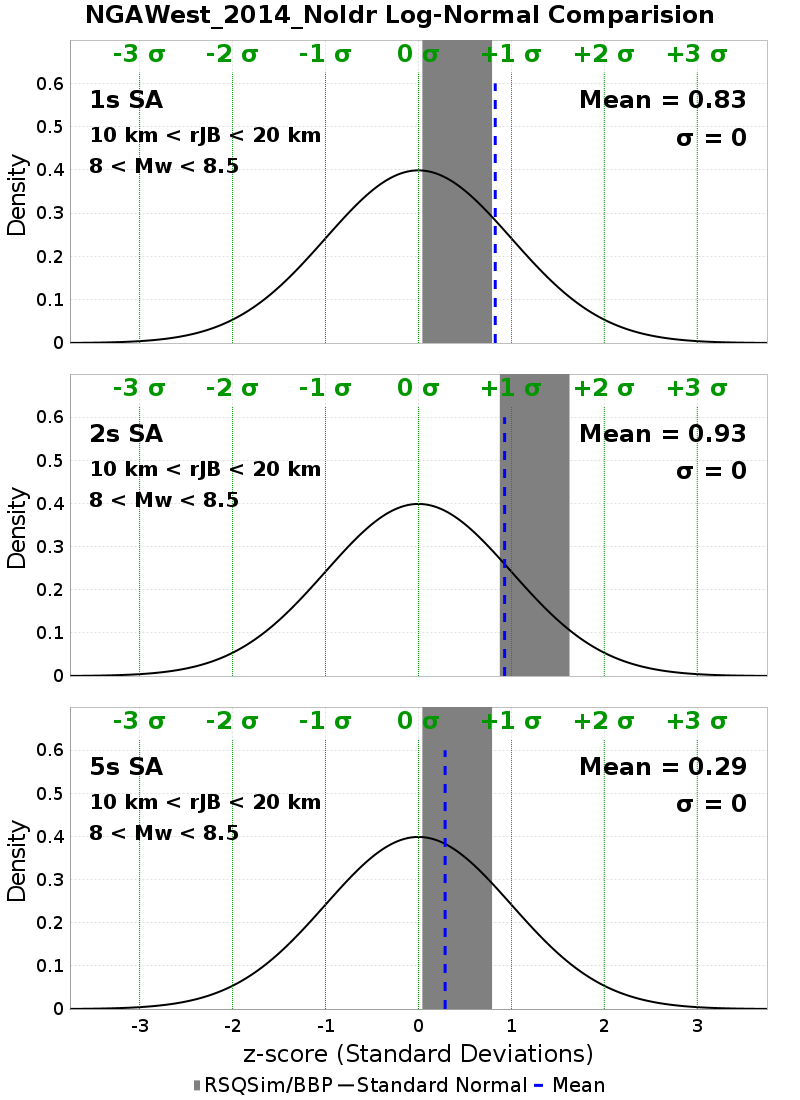 NGAWest_2014_NoIdr Log-Normal Comparision
-3 σ -2 σ -1 σ 0 σ +1 σ +2 σ +3 σ
0.6
1s SA Mean = 0.83
0.5
10 km < rJB < 20 km σ = 0
8 < Mw < 8.5
0.4
Density
0.3
0.2
0.1
0
-3 σ -2 σ -1 σ 0 σ +1 σ +2 σ +3 σ
0.6
2s SA Mean = 0.93
0.5
10 km < rJB < 20 km σ = 0
8 < Mw < 8.5
0.4
Density
0.3
0.2
0.1
0
-3 σ -2 σ -1 σ 0 σ +1 σ +2 σ +3 σ
0.6
5s SA Mean = 0.29
0.5
10 km < rJB < 20 km σ = 0
8 < Mw < 8.5
0.4
Density
0.3
0.2
0.1
0
-3 -2 -1 0 1 2 3
z-score (Standard Deviations)
RSQSim/BBP Standard Normal Mean